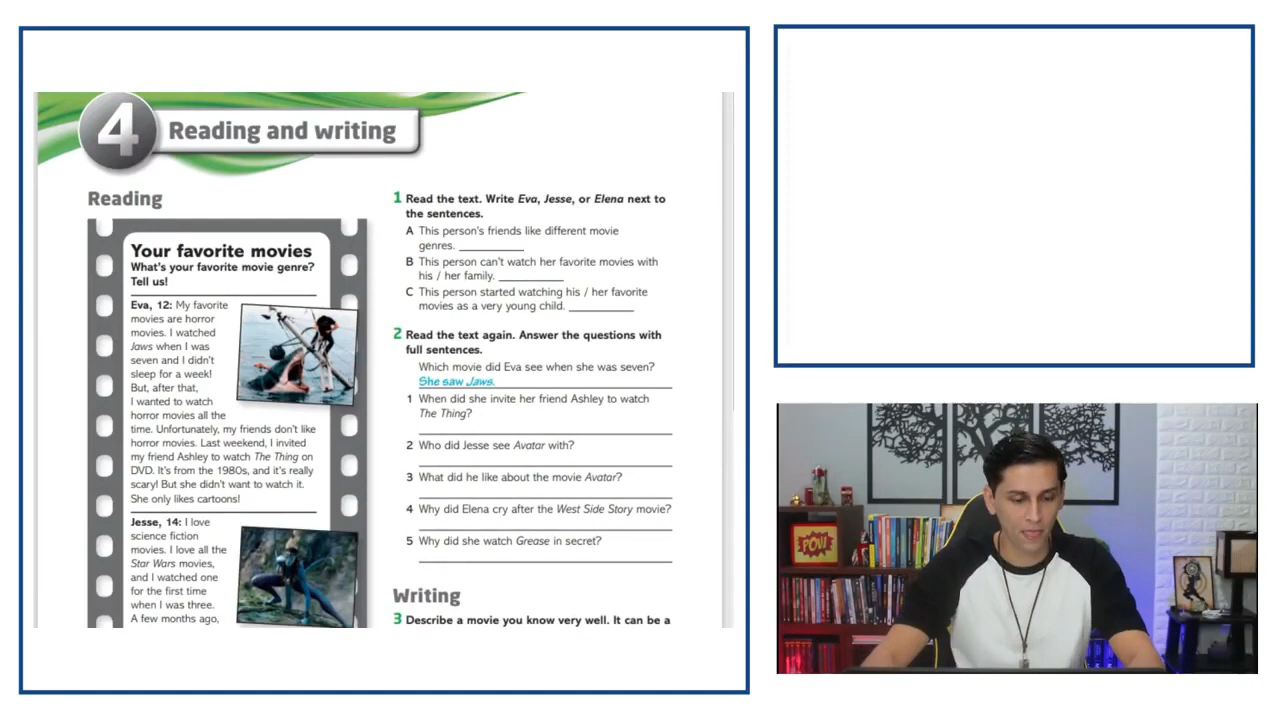 4
Reading and writing
Reading
Your favorite movies
What's your favorite movie genre?
Tell us!
Eva, 12: My favorite
movies are horror
movies. I watched
Jaws when I was
seven and I didn't
sleep for a week!
But, after that,
I wanted to watch
horror movies all the
time. Unfortunately, my friends don't like
horror movies. Last weekend, I invited
my friend Ashley to watch The Thing on
DVD. It's from the 1980s, and it's really
scary! But she didn't want to watch it.
She only likes cartoons!
Jesse, 14: I love
science fiction
movies. I love all the
Star Wars movies,
and I watched one
for the first time
when I was three.
A few months ago,
1 Read the text. Write Eva, Jesse, or Elena next to
the sentences.
A This person's friends like different movie
genres. ___________
B This person can't watch her favorite movies with
his / her family. ___________
C This person started watching his / her favorite
movies as a very young child. ___________
2 Read the text again. Answer the questions with
full sentences.
Which movie did Eva see when she was seven?
She saw Jaws.
1 When did she invite her friend Ashley to watch
The Thing?
2 Who did Jesse see Avatar with?
3 What did he like about the movie Avatar?
4 Why did Elena cry after the West Side Story movie?
5 Why did she watch Grease in secret?
Writing
3 Describe a movie you know very well. It can be a
POW!